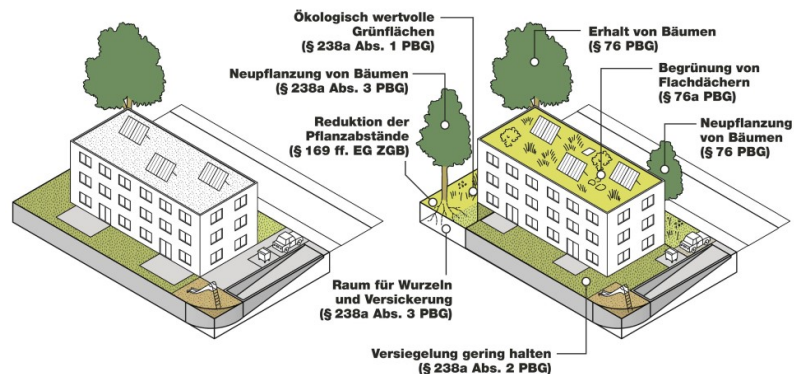 Ökologisch wertvolle
Grünflächen
(§ 238a Abs. 1 PBG)
Neupflanzung von Bäumen
(§ 238a Abs. 3 PBG)
Reduktion der
Pflanzabstände
(§ 169 ff. EG ZGB)
Raum für Wurzeln
und Versickerung
(§ 238a Abs. 3 PBG)
Versiegelung gering halten
(§ 238a Abs. 2 PBG)
Erhalt von Bäumen
(§ 76 PBG)
Begrünung von
Flachdächern
(§ 76a PBG)
Neupflanzung
von Bäumen
(§ 76 PBG)